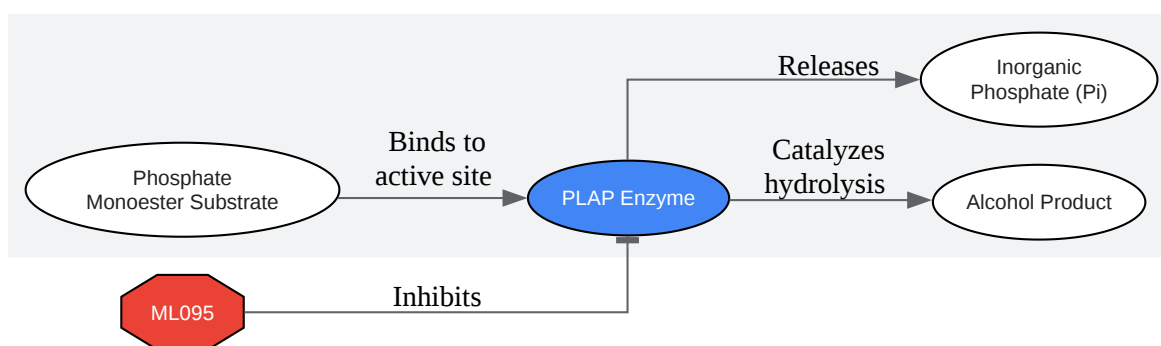 Releases
Inorganic
Phosphate (Pi)
Binds to
active site
Catalyzes
hydrolysis
Phosphate
Monoester Substrate
PLAP Enzyme
Alcohol Product
Inhibits
ML095